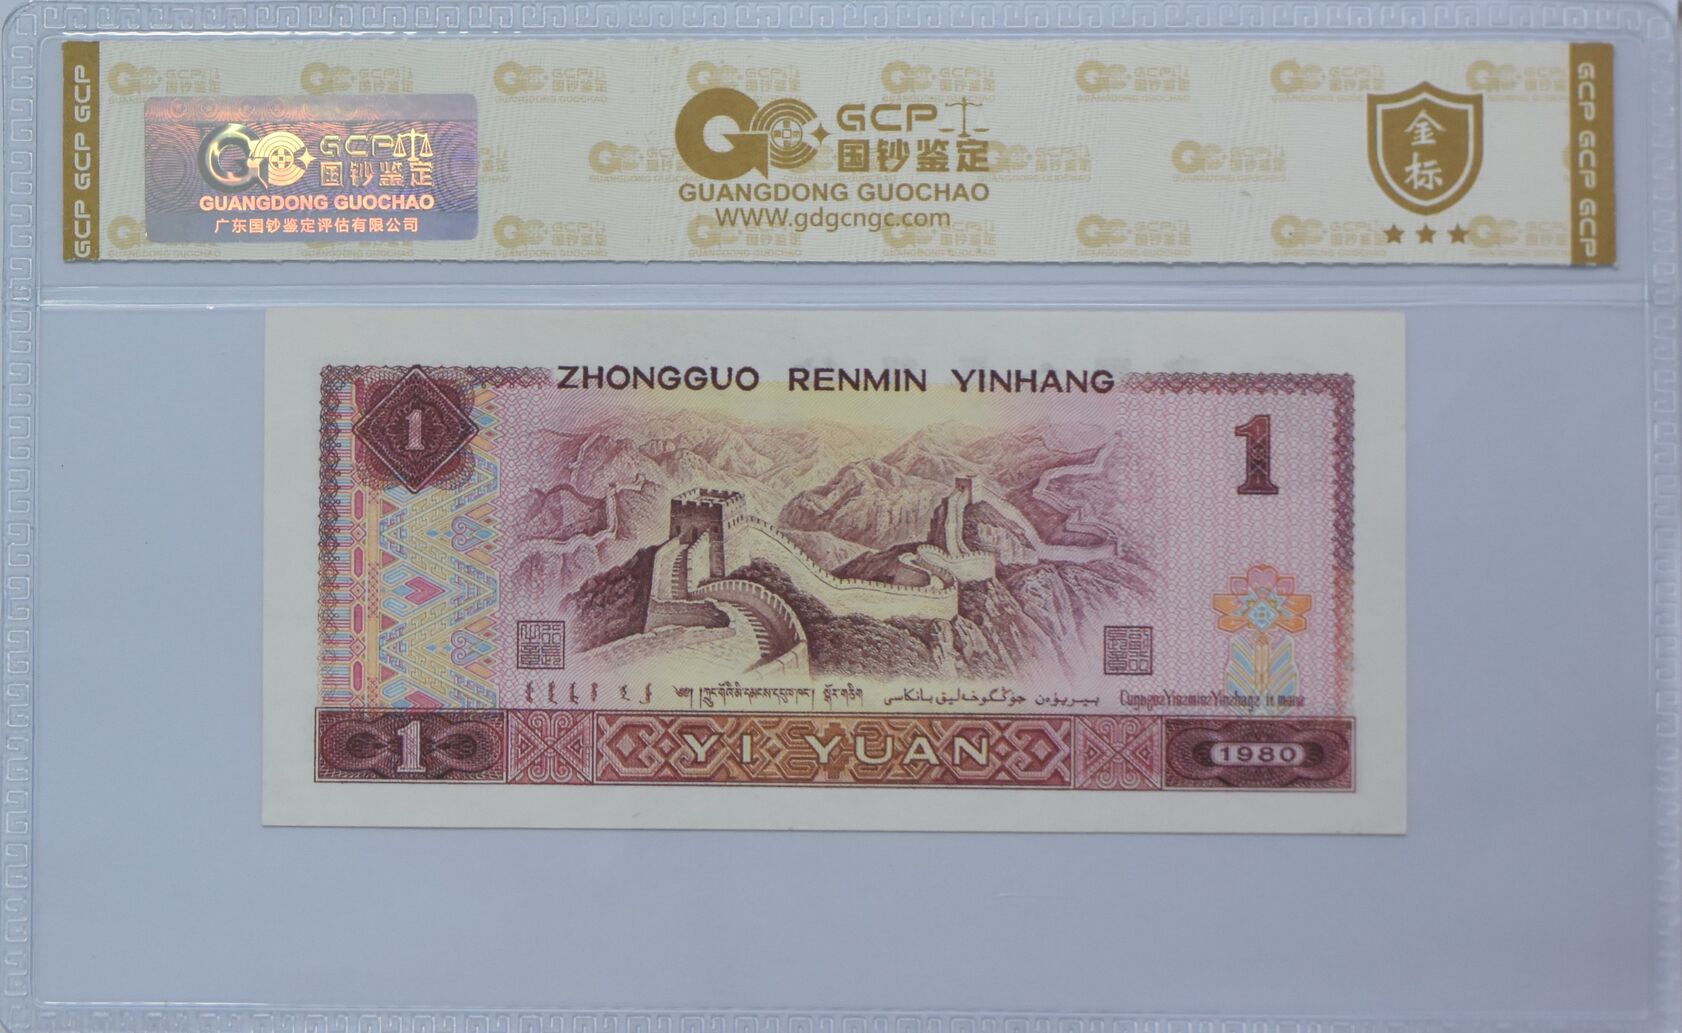 GCP GCP GCP
GCP
国钞鉴定
GUANGDONG GUOCHAO
广东国钞鉴定评估有限公司
GCP
国钞鉴定
GUANGDONG GUOCHAO
WWW.gdgcngc.com
金
标
GCP GCP GCP
ZHONGGUO RENMIN YINHANG
1
1
1
YI YUAN
1980